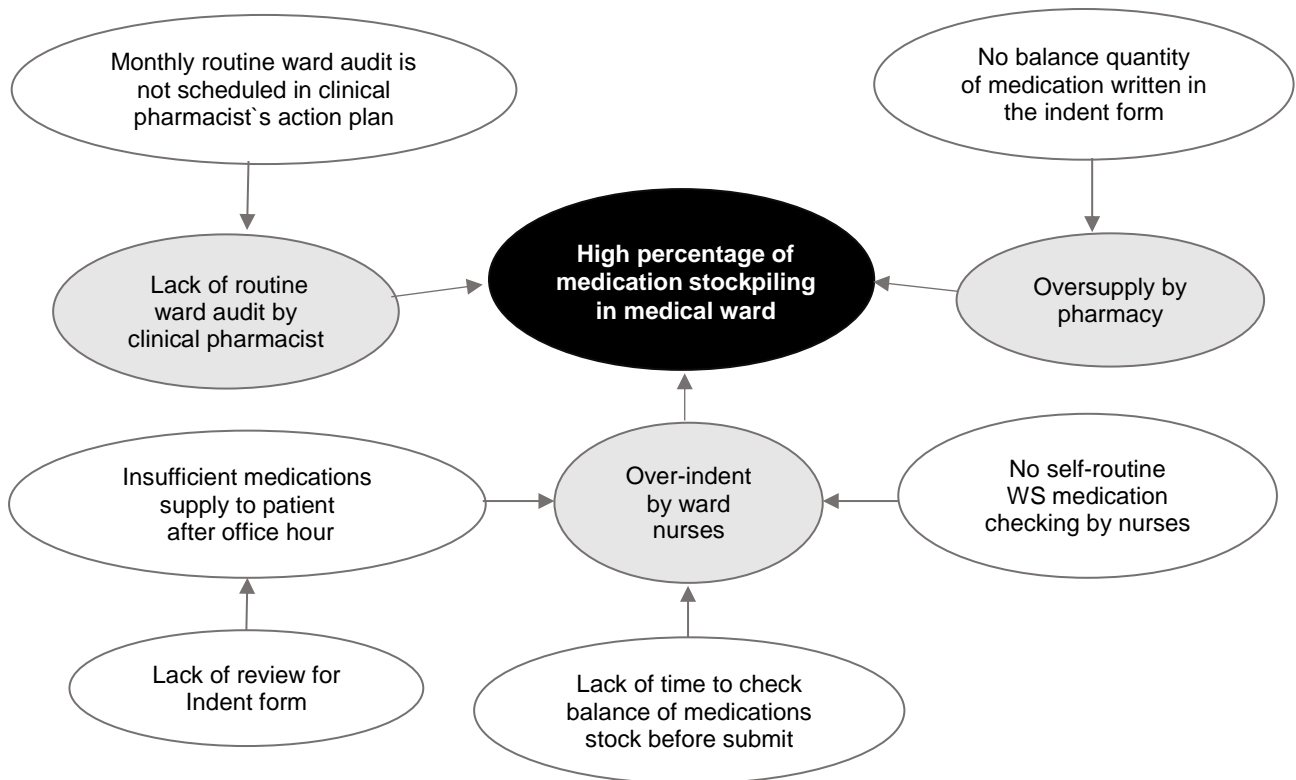 Monthly routine ward audit is
not scheduled in clinical
pharmacist`s action plan
No balance quantity
of medication written in
the indent form
High percentage of
medication stockpiling
in medical ward
Lack of routine
ward audit by
clinical pharmacist
Oversupply by
pharmacy
Insufficient medications
supply to patient
after office hour
Over-indent
by ward
nurses
No self-routine
WS medication
checking by nurses
Lack of review for
Indent form
Lack of time to check
balance of medications
stock before submit